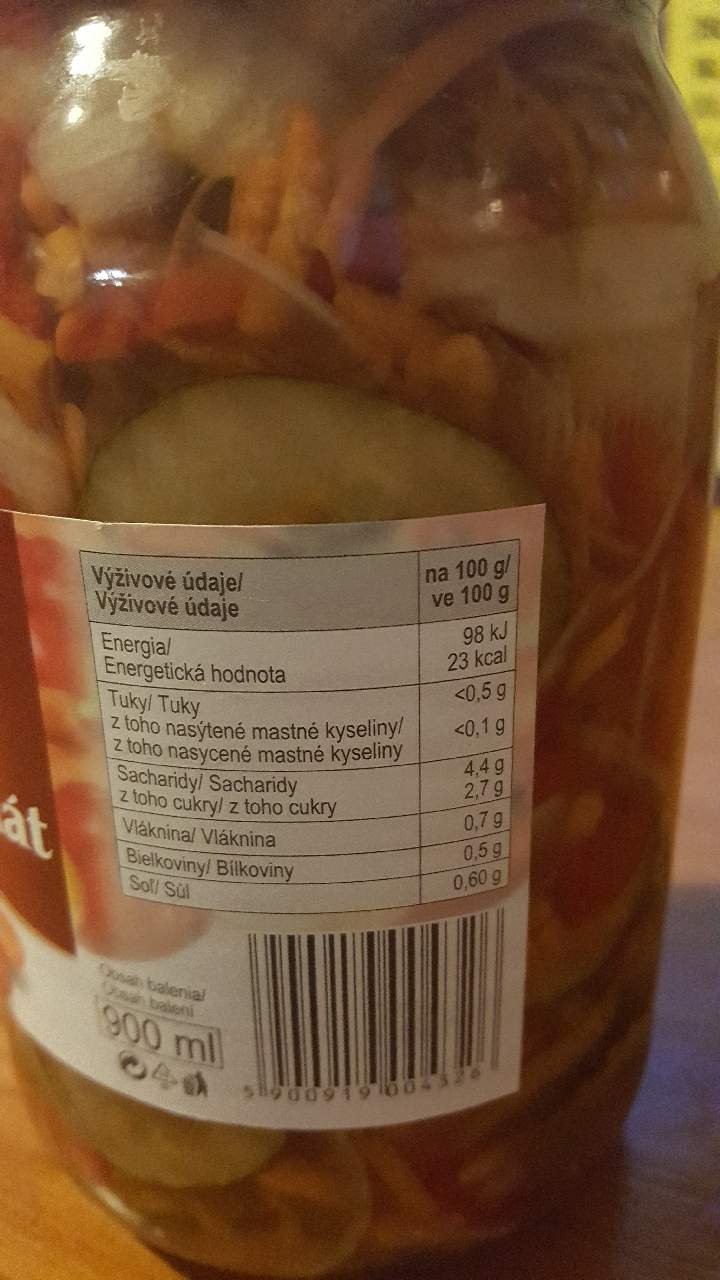 Výživové údaje/
Výživové údaje
na 100 g/
ve 100 g
Energia/
Energetická hodnota
98 kJ
23 kcal
Tuky/ Tuky
<0,5 g
z toho nasýtené mastné kyseliny/
z toho nasycené mastné kyseliny
<0,1 g
Sacharidy/ Sacharidy
4,4 g
z toho cukry/ z toho cukry
2,7 g
Vláknina/ Vláknina
0,7 g
Bielkoviny/ Bílkoviny
0,5 g
Soľ/ Sůl
0,60 g
át
Obsah balenia/
Obsah balení
900 ml
5 900919 004326